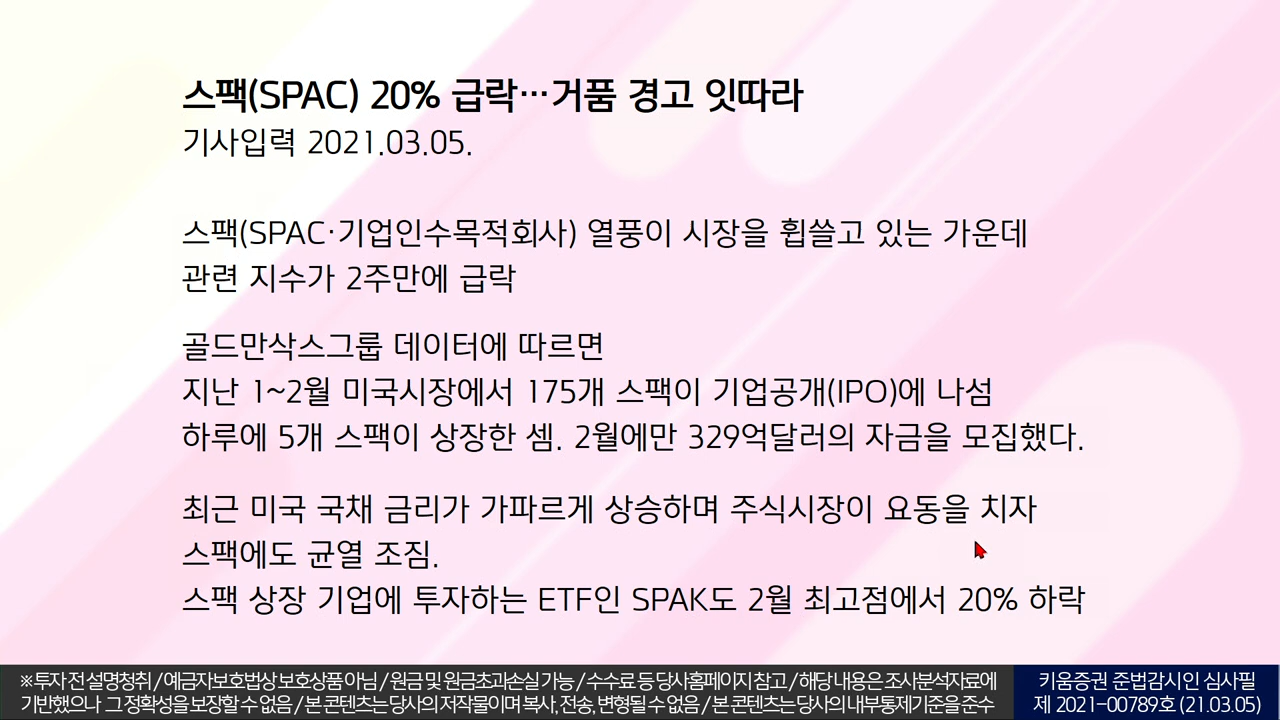 스팩(SPAC) 20% 급락…거품 경고 잇따라
기사입력 2021.03.05.
스팩(SPAC·기업인수목적회사) 열풍이 시장을 휩쓸고 있는 가운데
관련 지수가 2주만에 급락
골드만삭스그룹 데이터에 따르면
지난 1~2월 미국시장에서 175개 스팩이 기업공개(IPO)에 나섬
하루에 5개 스팩이 상장한 셈. 2월에만 329억달러의 자금을 모집했다.
최근 미국 국채 금리가 가파르게 상승하며 주식시장이 요동을 치자
스팩에도 균열 조짐.
스팩 상장 기업에 투자하는 ETF인 SPAK도 2월 최고점에서 20% 하락
※투자 전 설명청취 / 예금자보호법상 보호상품 아님 / 원금 및 원금초과손실 가능 / 수수료 등 당사홈페이지 참고 / 해당 내용은 조사분석자료에
기반했으나 그 정확성을 보장할 수 없음 / 본 콘텐츠는 당사의 저작물이며 복사, 전송, 변형될 수 없음 / 본 콘텐츠는 당사의 내부통제기준을 준수
키움증권 준법감시인 심사필
제 2021-00789호 (21.03.05)